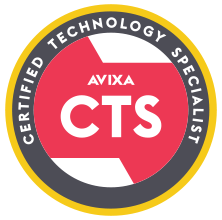 CERTIFIED TECHNOLOGY SPECIALIST
AVIXA
CTS